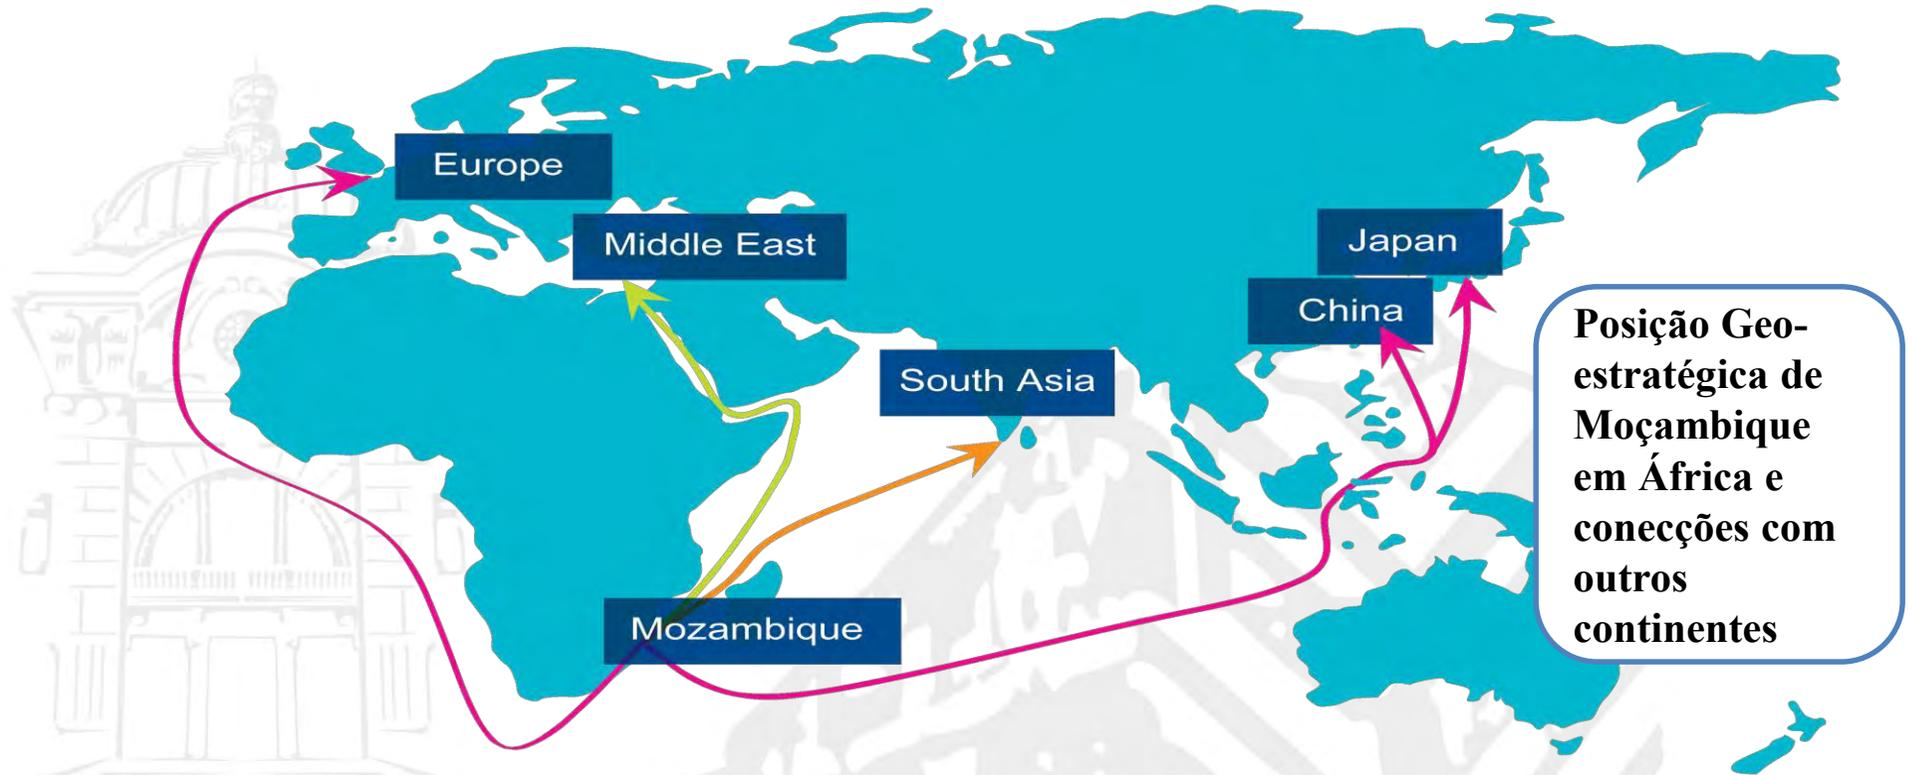 Europe
Middle East
Japan
China
South Asia
Mozambique
Posição Geo-
estratégica de
Moçambique
em África e
conecções com
outros
continentes